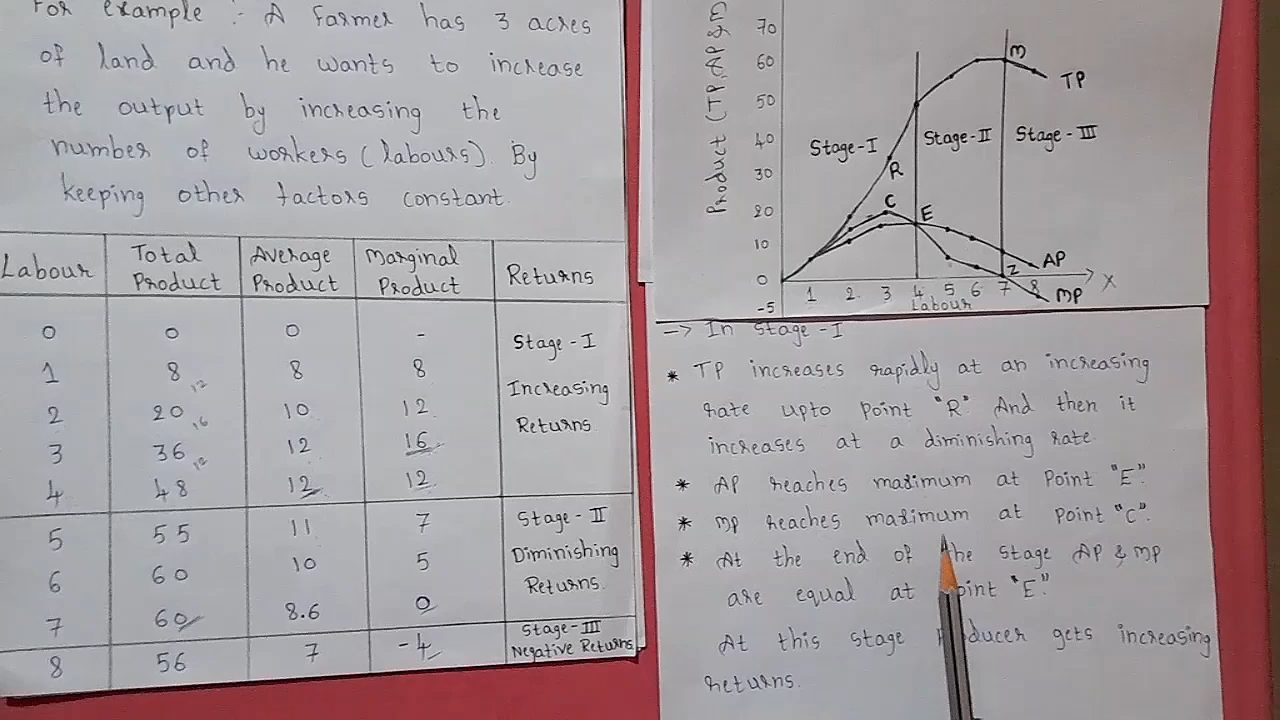 For example :- A farmer has 3 acres
of land and he wants to increase
the output by increasing the
number of workers (labours). By
keeping other factors constant.
Labour Total Product Average Product Marginal Product Returns
0 0 0 - Stage-I
1 8 8 8 Increasing
12
2 20 10 12 Returns
16
3 36 12 16
12
4 48 12 12
5 55 11 7 Stage-II
6 60 10 5 Diminishing Returns.
7 60 8.6 0
8 56 7 -4 Stage-III Negative Returns
Product (TP, AP & M
70
60
50
40
30
20
10
0
-5
M
TP
Stage-I Stage-II Stage-III
R
C
E
Z
AP
MP
1 2 3 4 5 6 7 8 X
Labour
-> In Stage-I
* TP increases rapidly at an increasing
rate upto point "R" And then it
increases at a diminishing rate.
* AP reaches maximum at Point "E".
* MP reaches maximum at Point "C".
* At the end of the stage AP & MP
are equal at Point "E".
At this stage Producer gets increasing
returns.